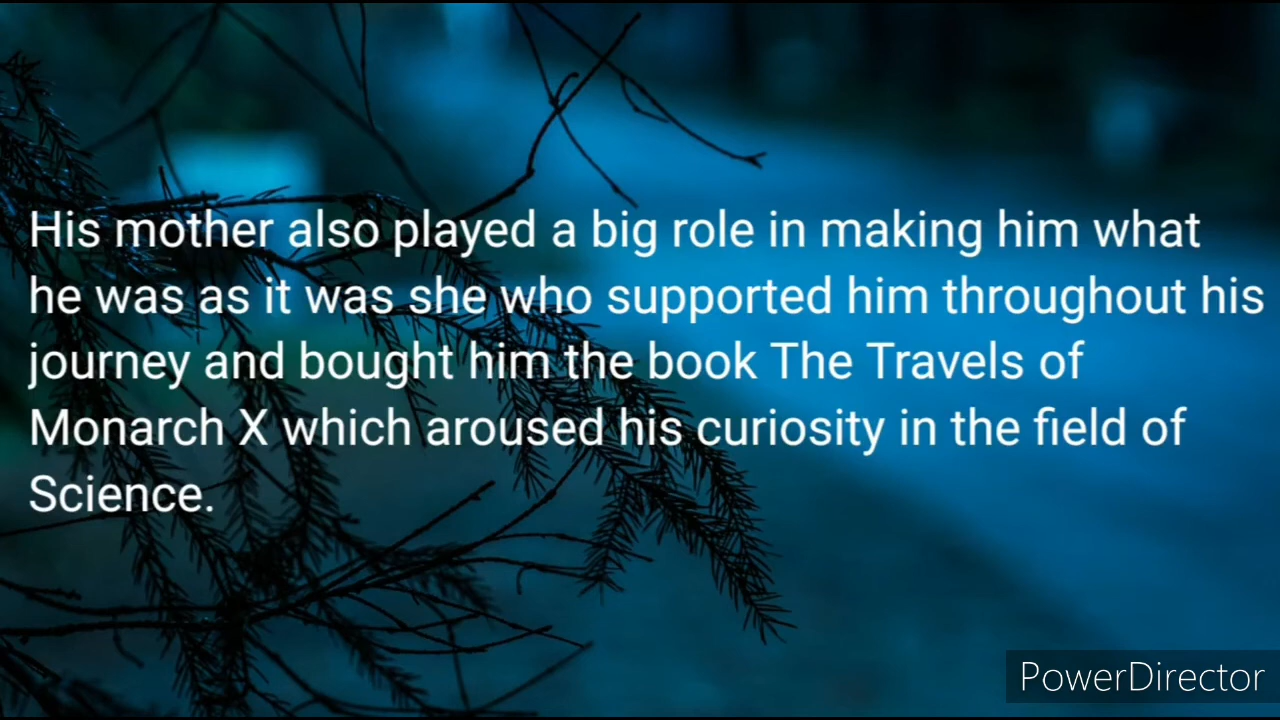 His mother also played a big role in making him what
he was as it was she who supported him throughout his
journey and bought him the book The Travels of
Monarch X which aroused his curiosity in the field of
Science.
PowerDirector